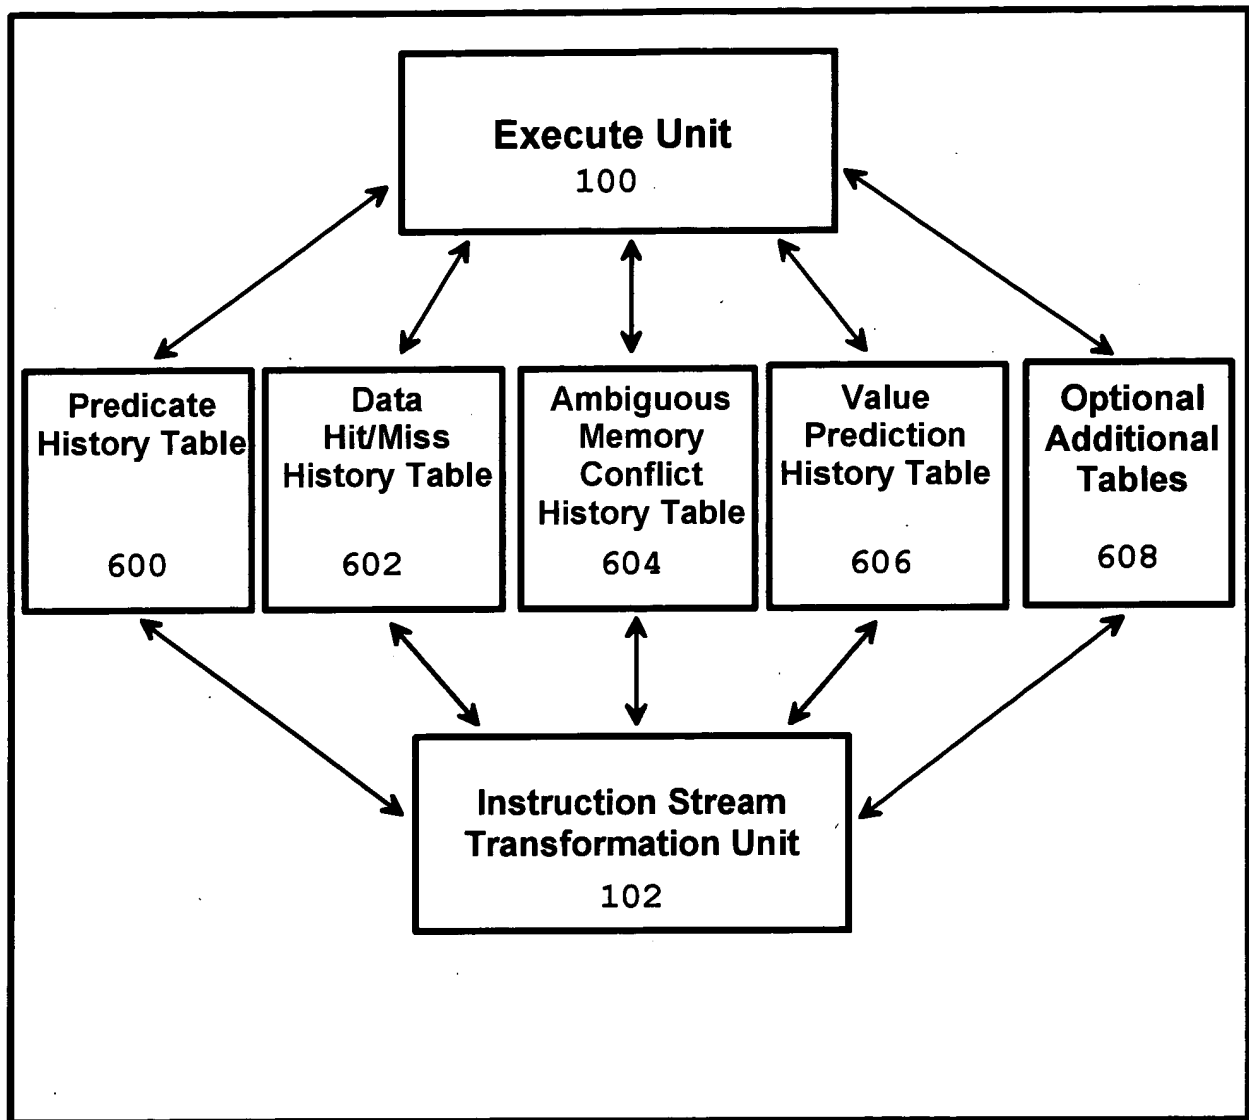 Execute Unit
100
Predicate
History Table
600
Data
Hit/Miss
History Table
602
Ambiguous
Memory
Conflict
History Table
604
Value
Prediction
History Table
606
Optional
Additional
Tables
608
Instruction Stream
Transformation Unit
102